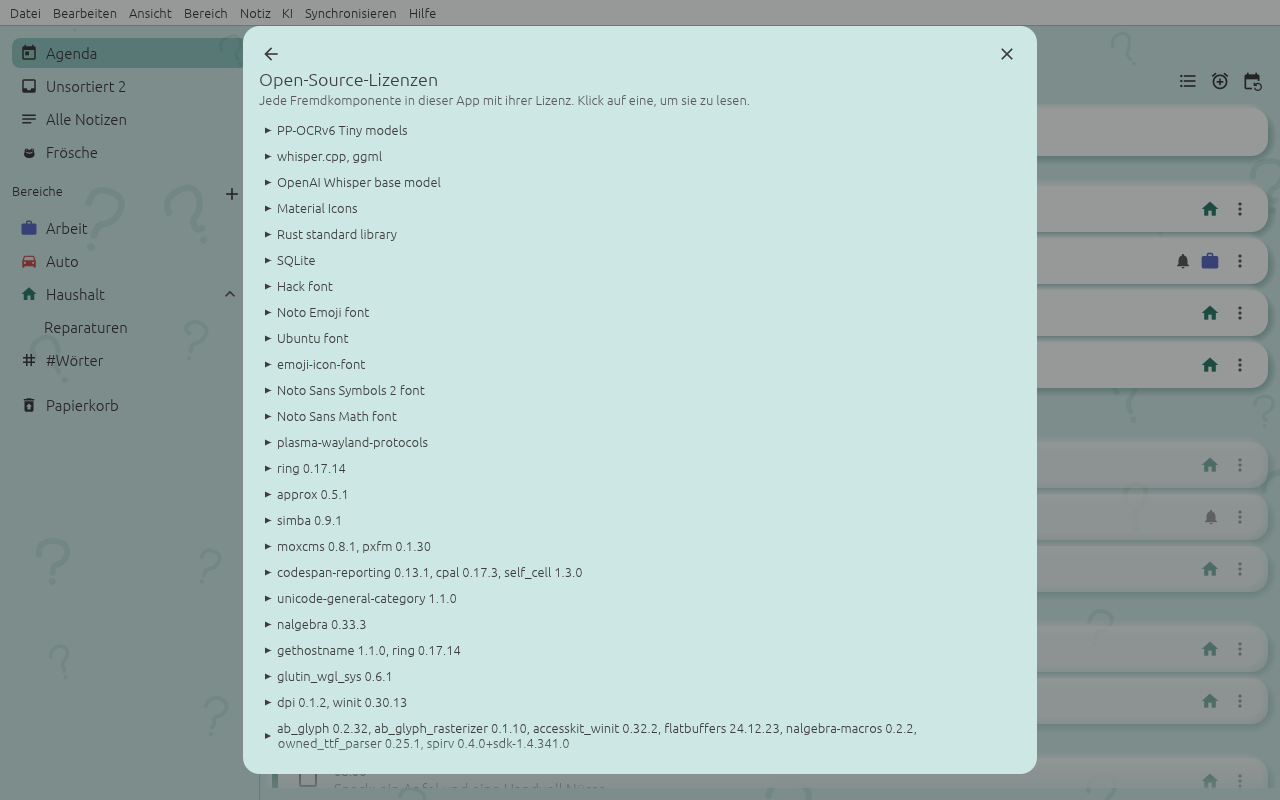 Datei Bearbeiten Ansicht Bereich Notiz KI Synchronisieren Hilfe
Agenda
Unsortiert 2
Alle Notizen
Frösche
Bereiche
Arbeit
Auto
Haushalt
Reparaturen
#Wörter
Papierkorb
Open-Source-Lizenzen
Jede Fremdkomponente in dieser App mit ihrer Lizenz. Klick auf eine, um sie zu lesen.
PP-OCRv6 Tiny models
whisper.cpp, ggml
OpenAI Whisper base model
Material Icons
Rust standard library
SQLite
Hack font
Noto Emoji font
Ubuntu font
emoji-icon-font
Noto Sans Symbols 2 font
Noto Sans Math font
plasma-wayland-protocols
ring 0.17.14
approx 0.5.1
simba 0.9.1
moxcms 0.8.1, pxfm 0.1.30
codespan-reporting 0.13.1, cpal 0.17.3, self_cell 1.3.0
unicode-general-category 1.1.0
nalgebra 0.33.3
gethostname 1.1.0, ring 0.17.14
glutin_wgl_sys 0.6.1
dpi 0.1.2, winit 0.30.13
ab_glyph 0.2.32, ab_glyph_rasterizer 0.1.10, accesskit_winit 0.32.2, flatbuffers 24.12.23, nalgebra-macros 0.2.2,
owned_ttf_parser 0.25.1, spirv 0.4.0+sdk-1.4.341.0